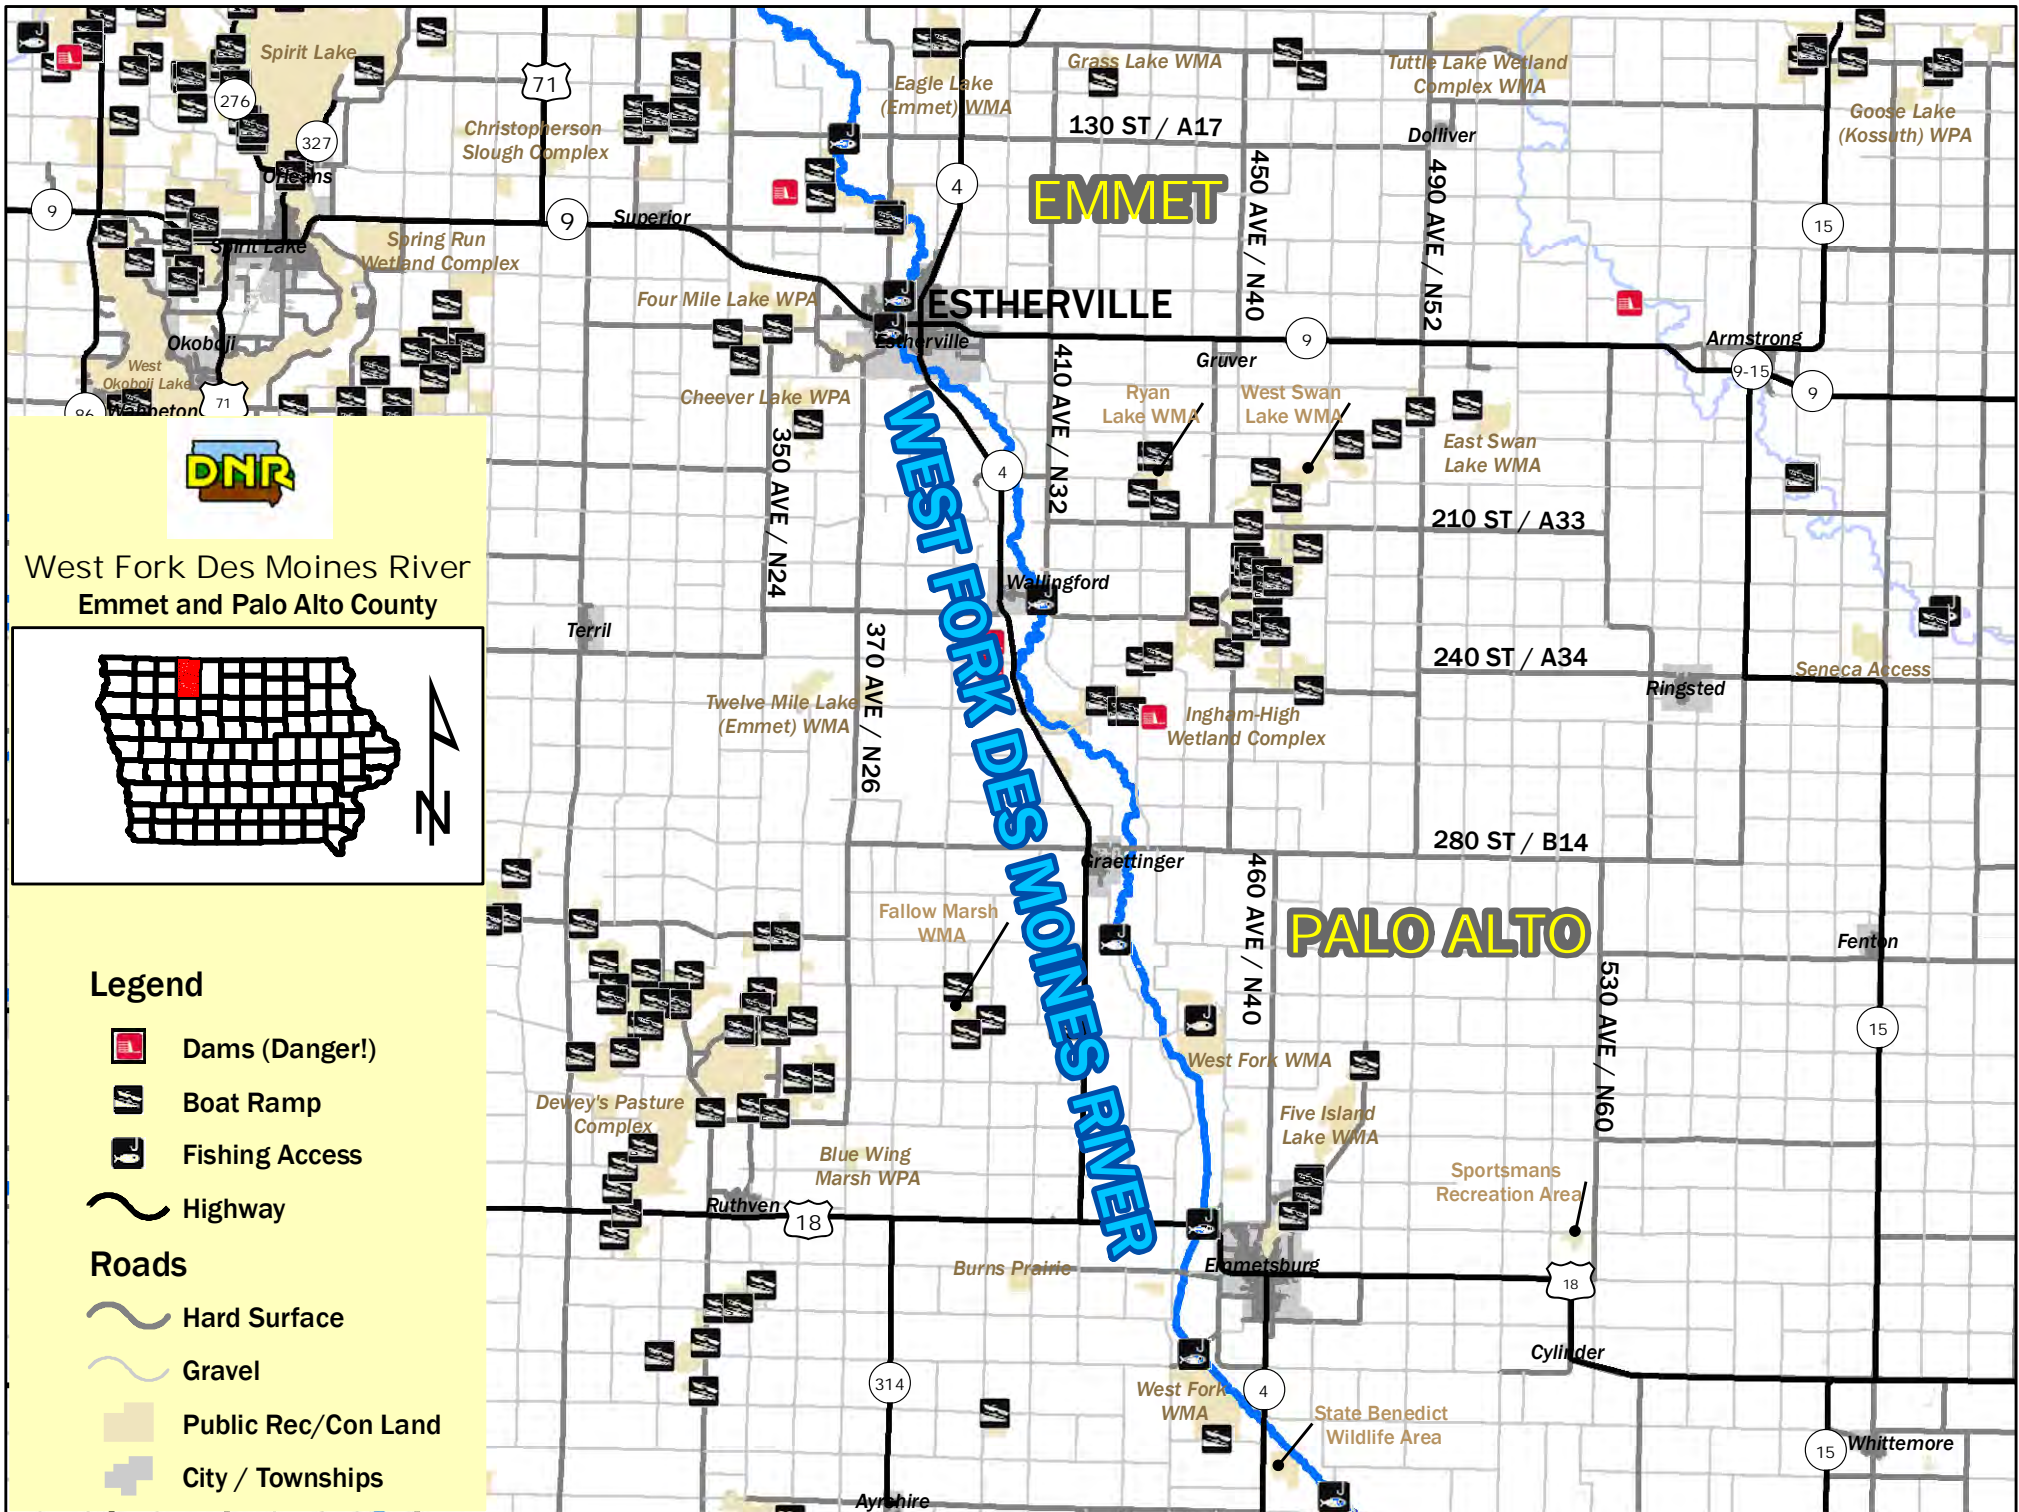 Spirit Lake
276
327
71
Christopherson
Slough Complex
Eagle Lake
(Emmet) WMA
Grass Lake WMA
Tuttle Lake Wetland
Complex WMA
Goose Lake
(Kossuth) WPA
130 ST / A17
Dolliver
Orleans
9
Spirit Lake
Spring Run
Wetland Complex
9
Superior
4
EMMET
450 AVE / N40
490 AVE / N52
15
Four Mile Lake WPA
ESTHERVILLE
Estherville
Okoboji
West
Okoboji Lake
86
Wahpeton
71
Cheever Lake WPA
350 AVE / N24
410 AVE / N32
Gruver
9
Armstrong
9-15
9
Ryan
Lake WMA
West Swan
Lake WMA
East Swan
Lake WMA
4
210 ST / A33
DNR
West Fork Des Moines River
Emmet and Palo Alto County
N
WEST FORK DES MOINES RIVER
Wallingford
Terril
370 AVE / N26
Twelve Mile Lake
(Emmet) WMA
240 ST / A34
Ringsted
Seneca Access
Ingham-High
Wetland Complex
280 ST / B14
Graettinger
460 AVE / N40
PALO ALTO
530 AVE / N60
Fenton
15
Fallow Marsh
WMA
West Fork WMA
Five Island
Lake WMA
Dewey's Pasture
Complex
Blue Wing
Marsh WPA
Sportsmans
Recreation Area
Ruthven
18
Burns Prairie
Emmetsburg
18
Cylinder
314
West Fork
WMA
4
State Benedict
Wildlife Area
15
Whittemore
Ayrshire
Legend
Dams (Danger!)
Boat Ramp
Fishing Access
Highway
Roads
Hard Surface
Gravel
Public Rec/Con Land
City / Townships